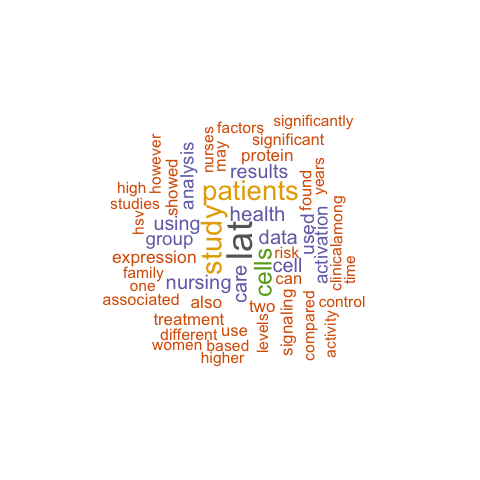 significantly
factors
significant
nurses
may
however
analysis
showed
protein
results
years
found
high
patients
studies
hsv
health
using
study
lat
used
activation
clinical
among
group
data
risk
cell
cells
can
time
expression
family
one
nursing
care
associated
also
two
signaling
compared
control
activity
treatment
levels
different
use
women
based
higher